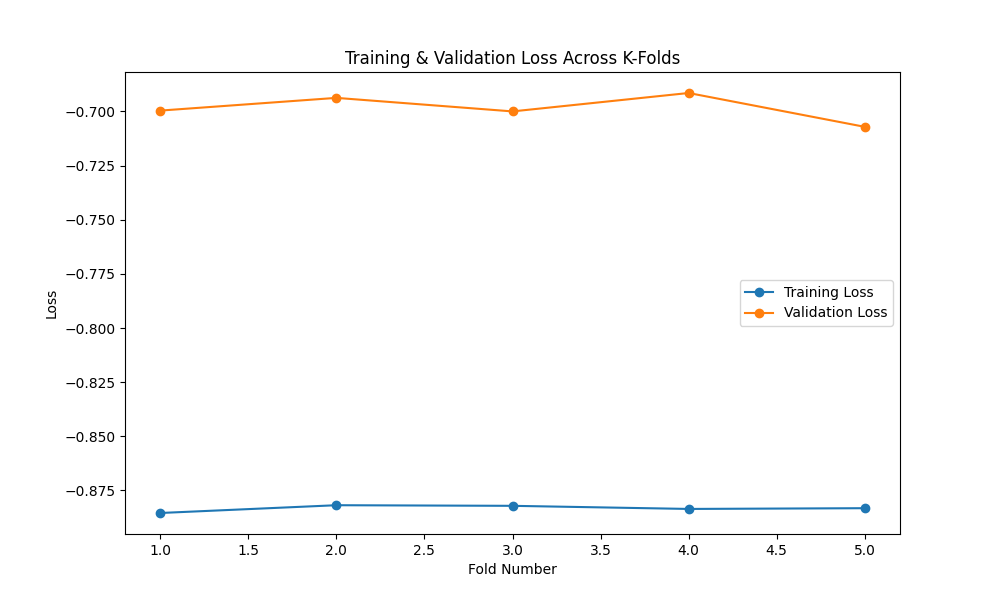 Training & Validation Loss Across K-Folds
−0.700
−0.725
−0.750
−0.775
−0.800
−0.825
−0.850
−0.875
Loss
Training Loss
Validation Loss
1.0 1.5 2.0 2.5 3.0 3.5 4.0 4.5 5.0
Fold Number